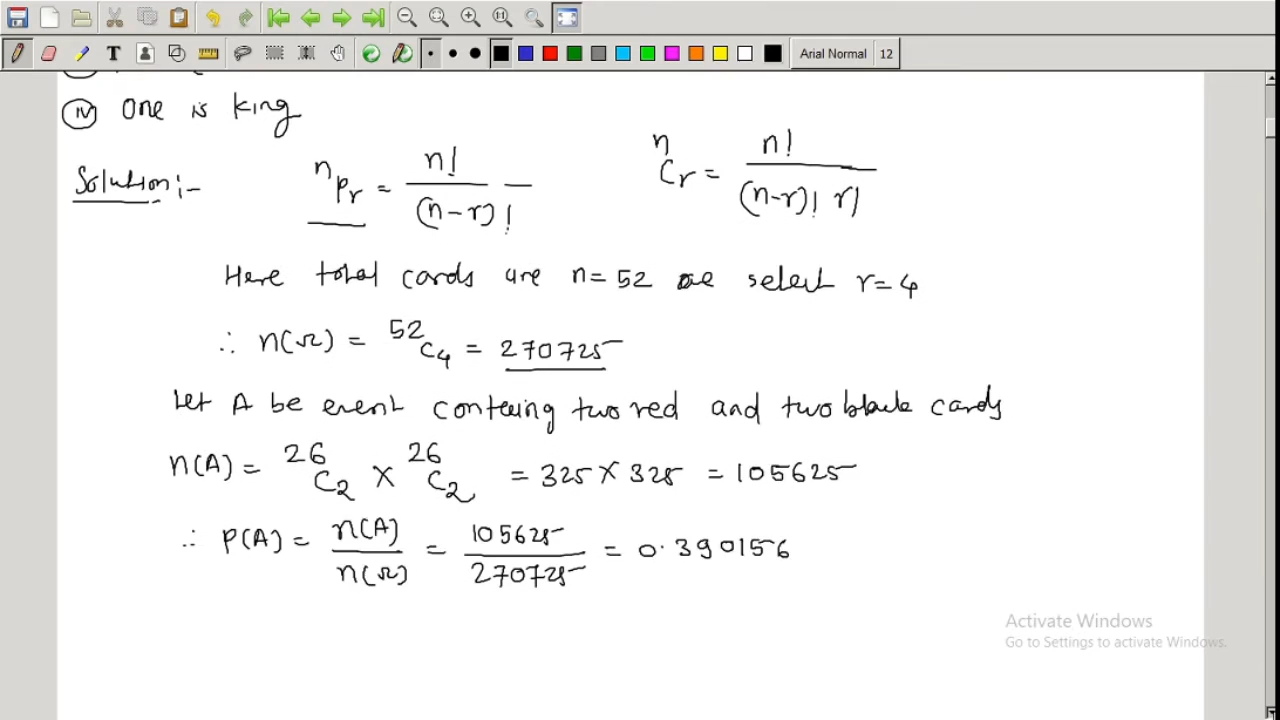 Arial Normal 12
iv One is king
Solution:- nPr = n! / (n-r)! nCr = n! / (n-r)! r!
Here total cards are n=52 we select r=4
∴ n(Ω) = 52C4 = 270725
Let A be event conteing two red and two black cards
n(A) = 26C2 × 26C2 = 325 × 325 = 105625
∴ P(A) = n(A) / n(Ω) = 105625 / 270725 = 0.390156
Activate Windows
Go to Settings to activate Windows.